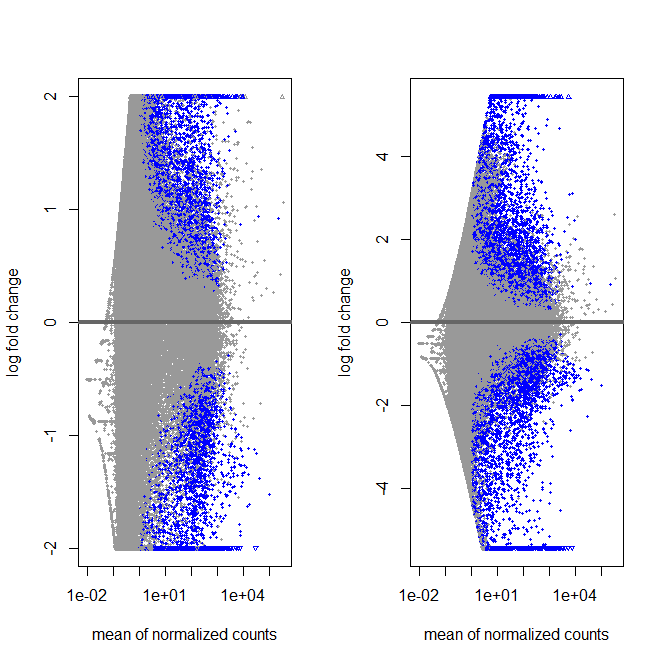 log fold change
2
1
0
-1
-2
1e-02 1e+01 1e+04
mean of normalized counts
log fold change
4
2
0
-2
-4
1e-02 1e+01 1e+04
mean of normalized counts